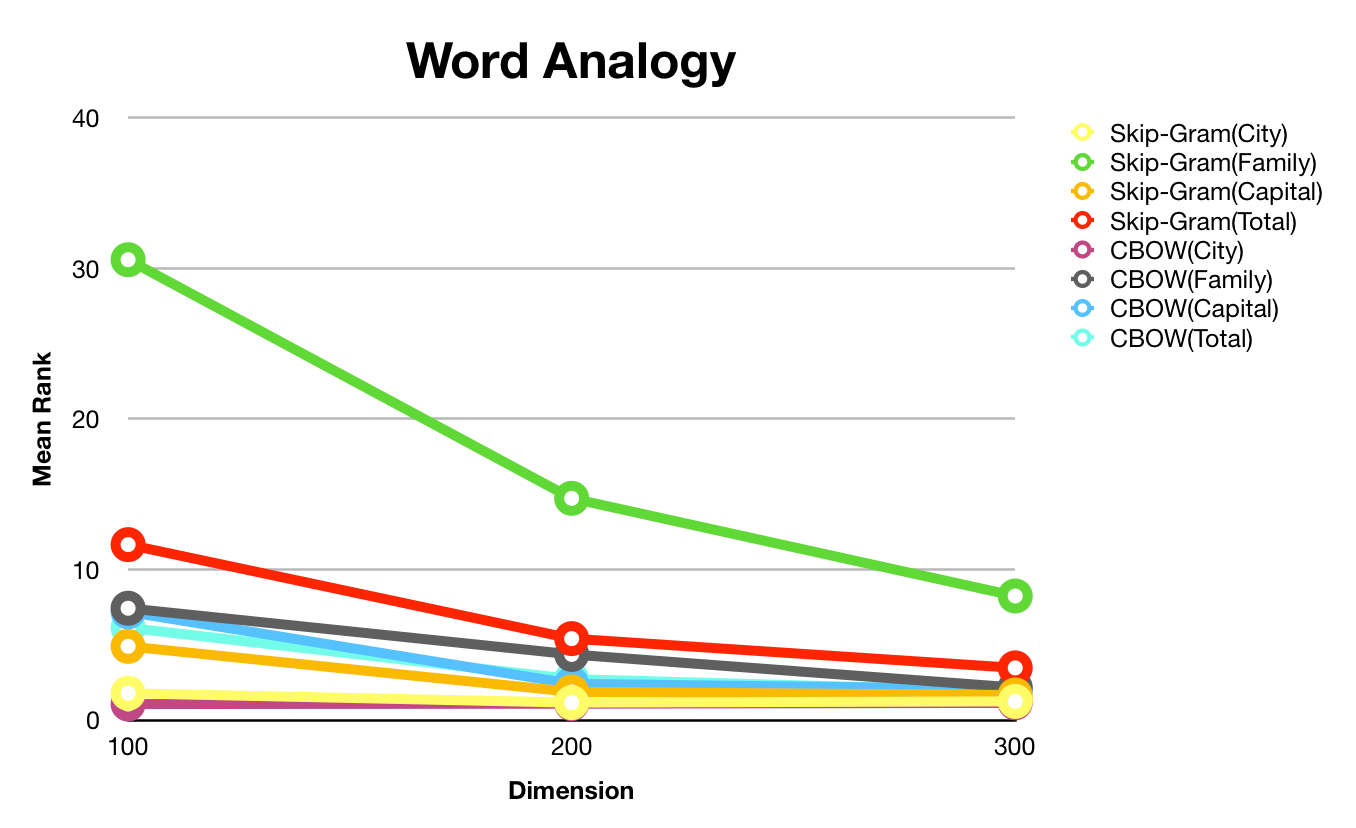 Word Analogy
40
30
20
10
0
100
200
300
Mean Rank
Dimension
Skip-Gram(City)
Skip-Gram(Family)
Skip-Gram(Capital)
Skip-Gram(Total)
CBOW(City)
CBOW(Family)
CBOW(Capital)
CBOW(Total)